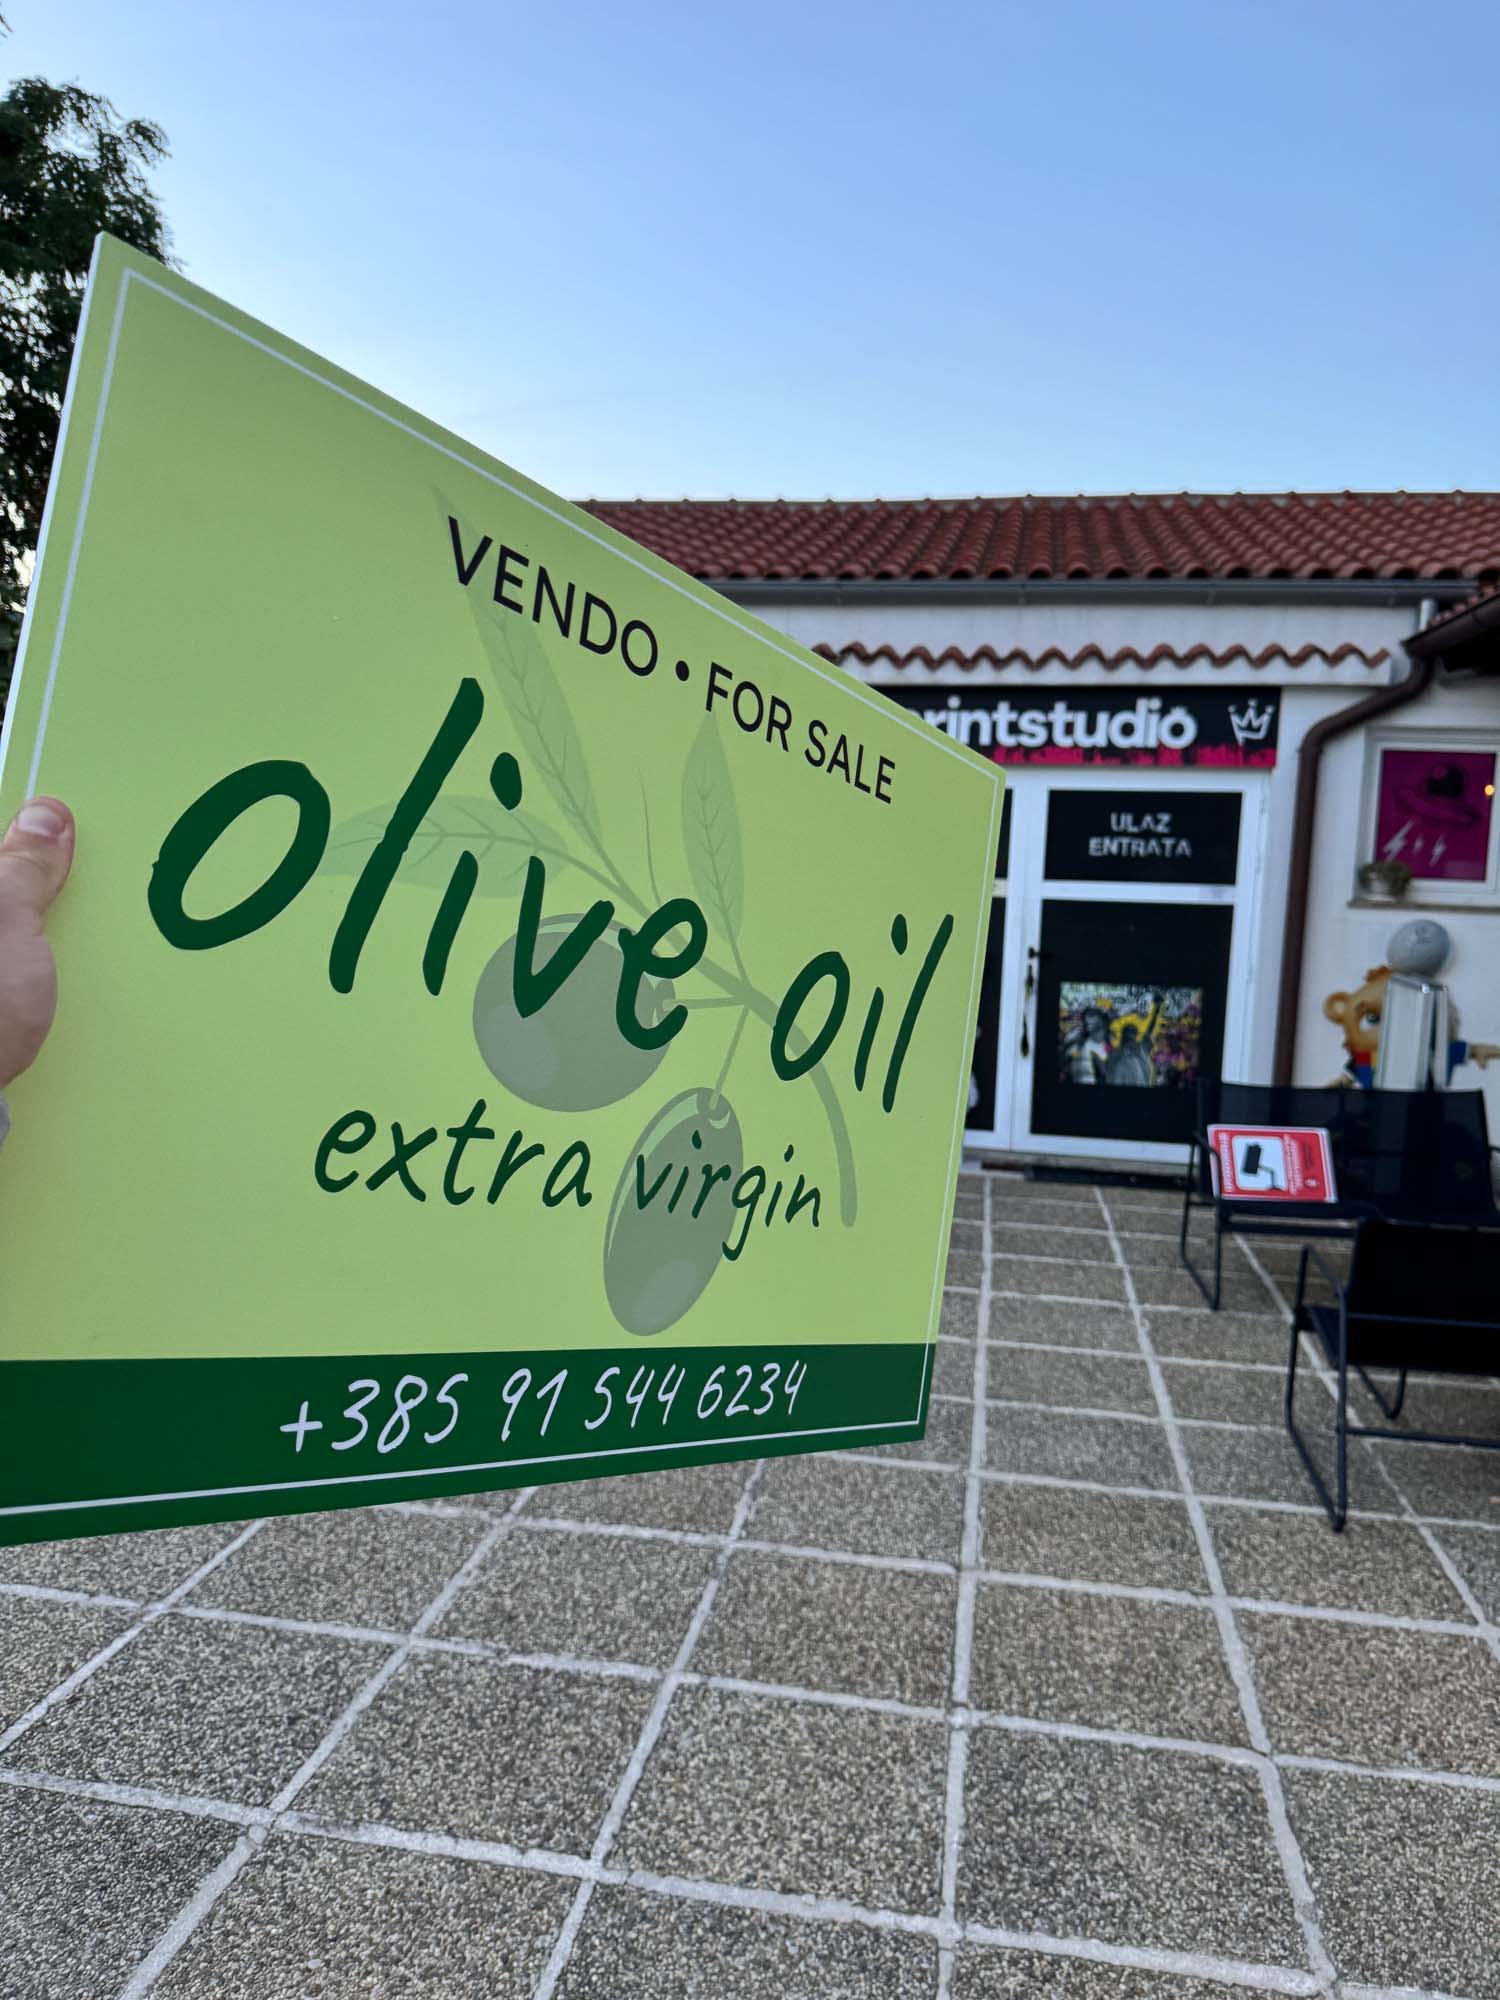 VENDO • FOR SALE
olive oil
extra virgin
+385 91 544 6234
printstudio
ULAZ
ENTRATA